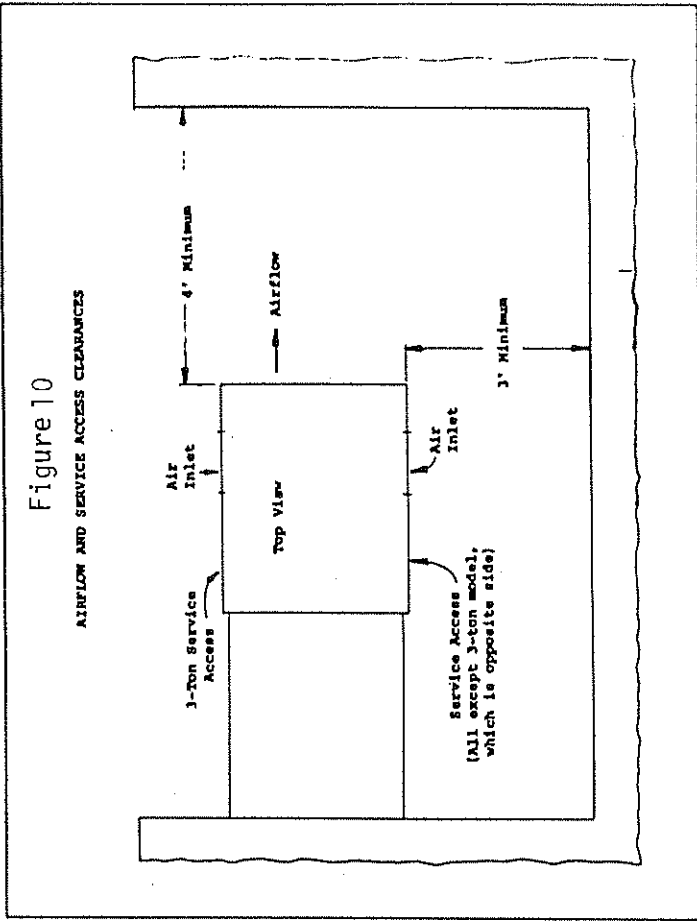 Figure 10
AIRFLOW AND SERVICE ACCESS CLEARANCES
4' Minimum
Airflow
Air
Inlet
3-Ton Service
Access
Top View
Air
Inlet
3' Minimum
Service Access
(All except 3-ton model,
which is opposite side)